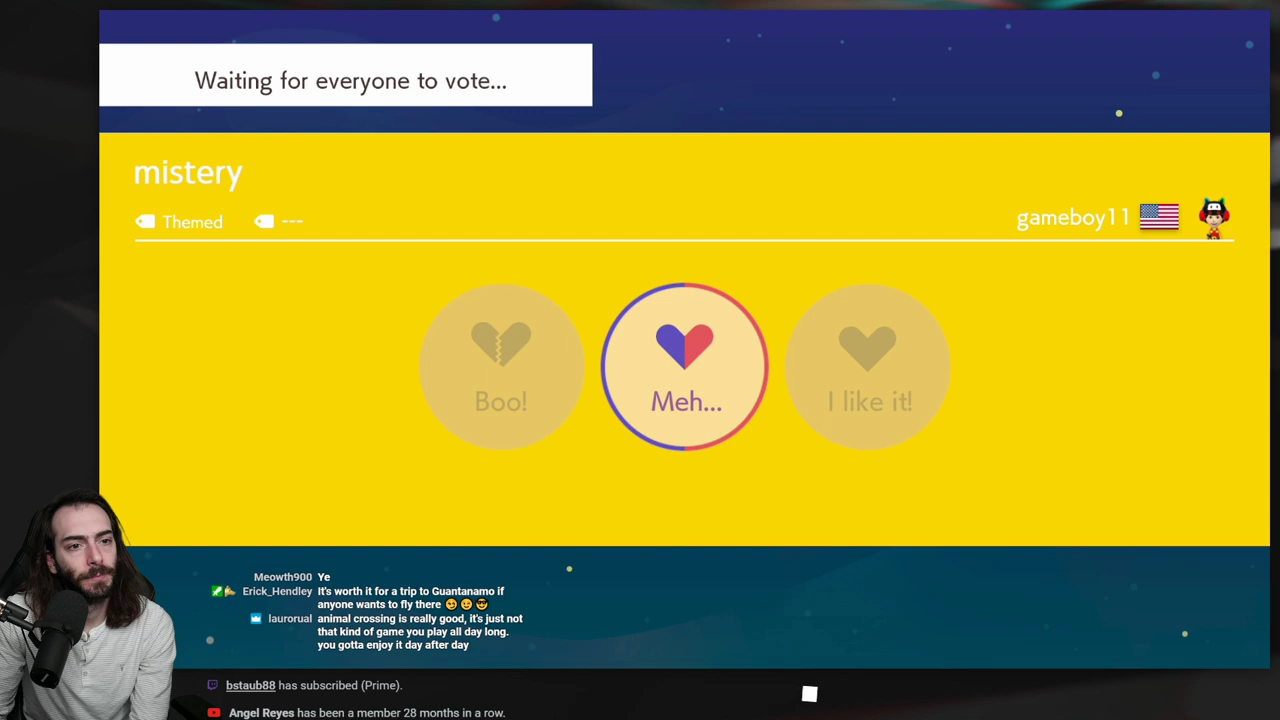 Waiting for everyone to vote...
mistery
Themed
---
gameboy11
Boo!
Meh...
I like it!
Meowth900 Ye
Erick_Hendley It's worth it for a trip to Guantanamo if
anyone wants to fly there 😏😉😎
laurorual animal crossing is really good, it's just not
that kind of game you play all day long.
you gotta enjoy it day after day
bstaub88 has subscribed (Prime).
Angel Reyes has been a member 28 months in a row.